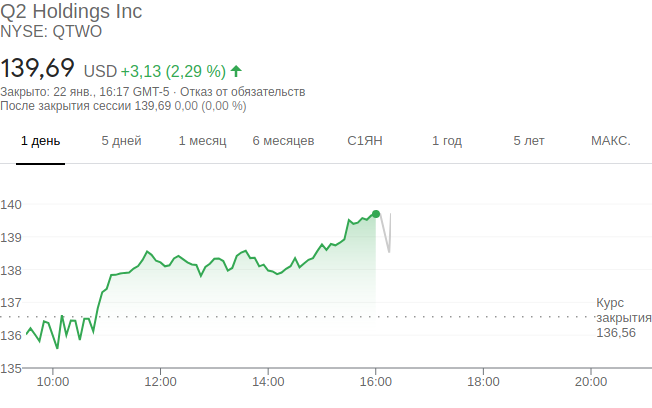 Q2 Holdings Inc
NYSE: QTWO
139,69 USD +3,13 (2,29 %)
Закрыто: 22 янв., 16:17 GMT-5 · Отказ от обязательств
После закрытия сессии 139,69 0,00 (0,00 %)
1 день 5 дней 1 месяц 6 месяцев С1ЯН 1 год 5 лет МАКС.
140
139
138
137
136
135
Курс
закрытия
136,56
10:00 12:00 14:00 16:00 18:00 20:00